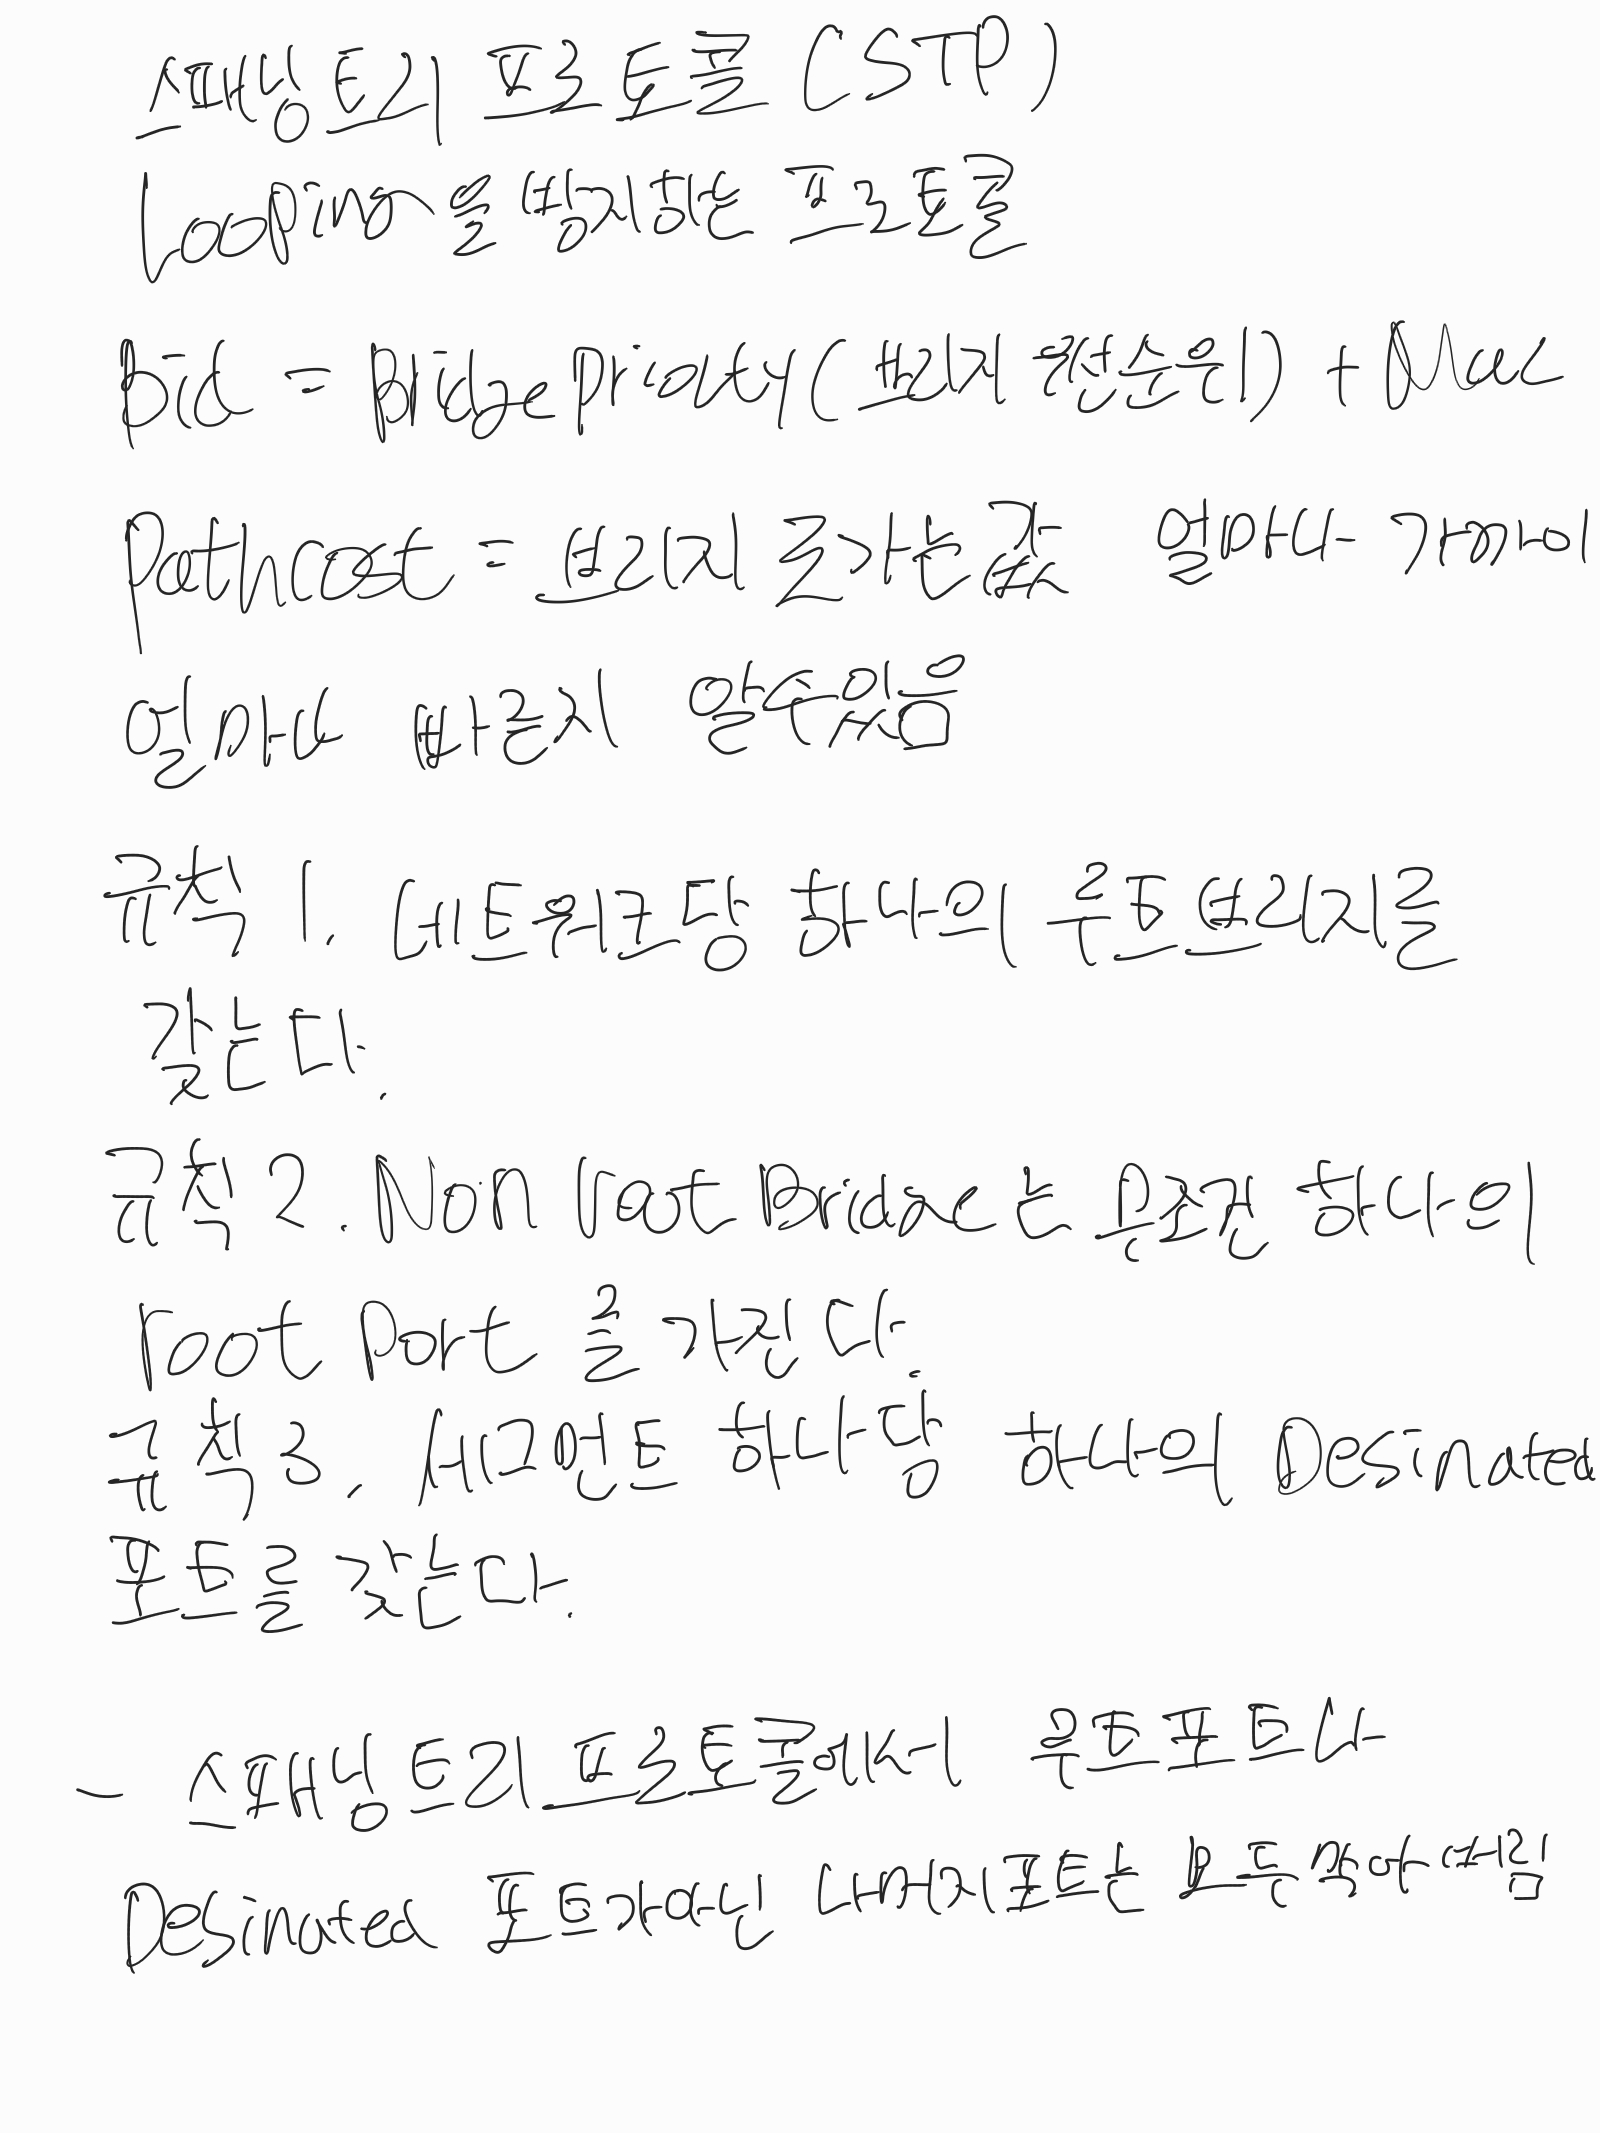 스패닝 트리 프로토콜 (STP)
Looping을 방지하는 프로토콜
Bid = Bridge priority (브리지 우선순위) + Mac
Pathcost = 브리지 로가는값 얼마나 가까이
얼마나 빠른지 알수있음
규칙 1. 네트워크당 하나의 루트브리지를
갖는다.
규칙 2. Non root Bridge는 무조건 하나의
root port 를 가진다.
규칙 3. 세그먼트 하나당 하나의 Desinated
포트를 갖는다.
- 스패닝 트리 프로토콜에서 루트포트나
Desinated 포트가아닌 나머지포트는 모두 막아버림